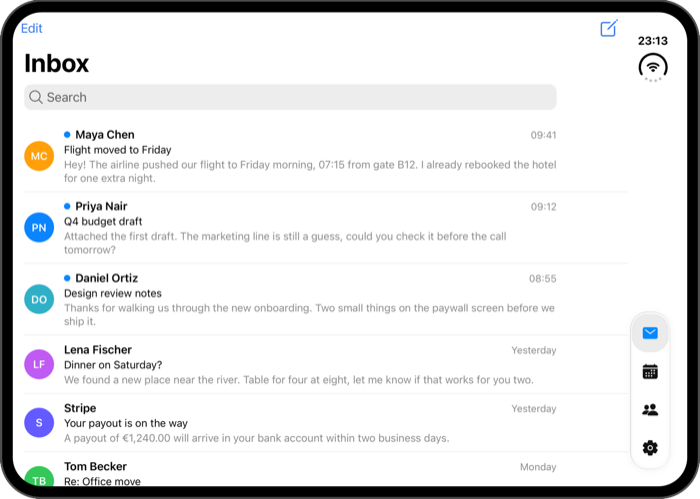 Edit
23:13
Inbox
Search
MC
Maya Chen
09:41
Flight moved to Friday
Hey! The airline pushed our flight to Friday morning, 07:15 from gate B12. I already rebooked the hotel
for one extra night.
PN
Priya Nair
09:12
Q4 budget draft
Attached the first draft. The marketing line is still a guess, could you check it before the call
tomorrow?
DO
Daniel Ortiz
08:55
Design review notes
Thanks for walking us through the new onboarding. Two small things on the paywall screen before we
ship it.
LF
Lena Fischer
Yesterday
Dinner on Saturday?
We found a new place near the river. Table for four at eight, let me know if that works for you two.
S
Stripe
Yesterday
Your payout is on the way
A payout of €1,240.00 will arrive in your bank account within two business days.
TB
Tom Becker
Monday
Re: Office move